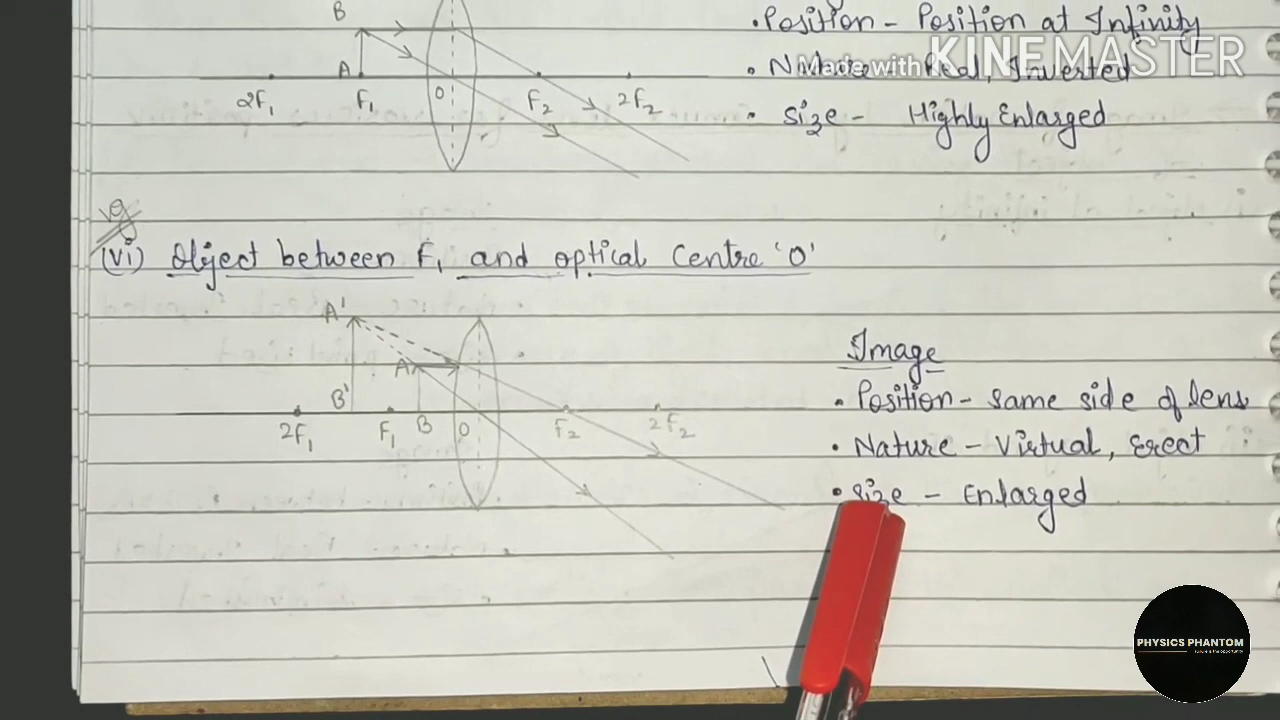 B
• Position - Position at Infinity
Made with KINEMASTER
• Nature - Real, Inverted
A
2F₁ F₁ O F₂ 2F₂
• Size - Highly Enlarged
(vi) Object between F₁ and optical Centre 'O'
A'
A
Image
B'
• Position - Same side of lens
2F₁ F₁ B O F₂ 2F₂
• Nature - Virtual, Erect
• Size - Enlarged
PHYSICS PHANTOM